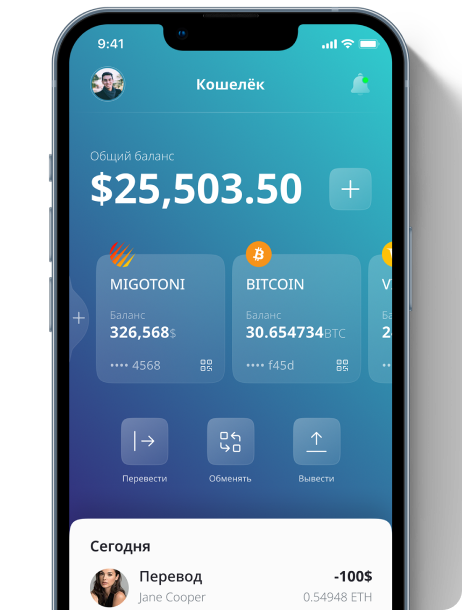 9:41
Кошелёк
Общий баланс
$25,503.50
MIGOTONI
BITCOIN
Баланс
Баланс
326,568$
30.654734BTC
•••• 4568
•••• f45d
Перевести
Обменять
Вывести
Сегодня
Перевод
-100$
Jane Cooper
0.54948 ETH